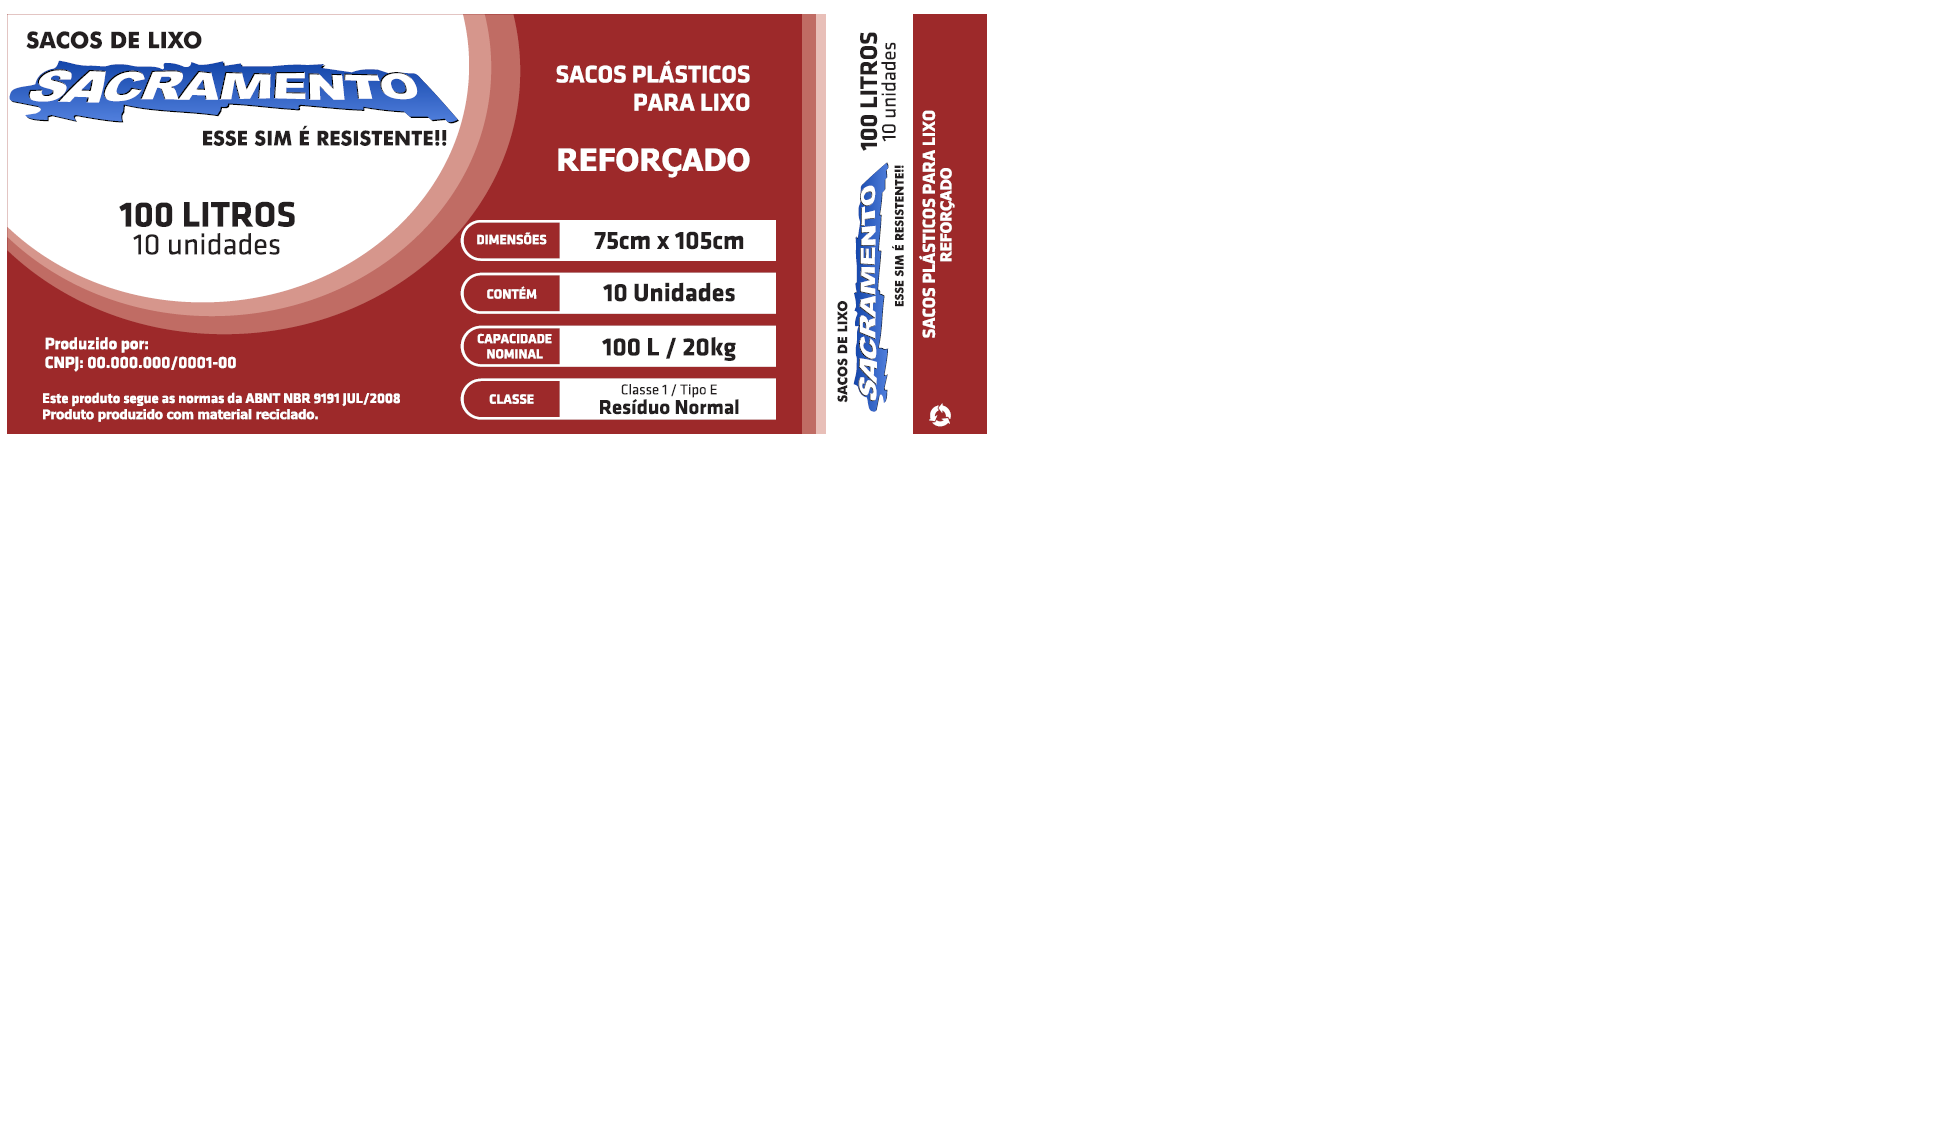 SACOS DE LIXO
SACRAMENTO
ESSE SIM É RESISTENTE!!
100 LITROS
10 unidades
Produzido por:
CNPJ: 00.000.000/0001-00
Este produto segue as normas da ABNT NBR 9191 JUL/2008
Produto produzido com material reciclado.
SACOS PLÁSTICOS
PARA LIXO
REFORÇADO
DIMENSÕES 75cm x 105cm
CONTÉM 10 Unidades
CAPACIDADE
NOMINAL
100 L / 20kg
CLASSE
Classe 1 / Tipo E
Resíduo Normal
SACOS DE LIXO
SACRAMENTO
ESSE SIM É RESISTENTE!!
100 LITROS
10 unidades
SACOS PLÁSTICOS PARA LIXO
REFORÇADO